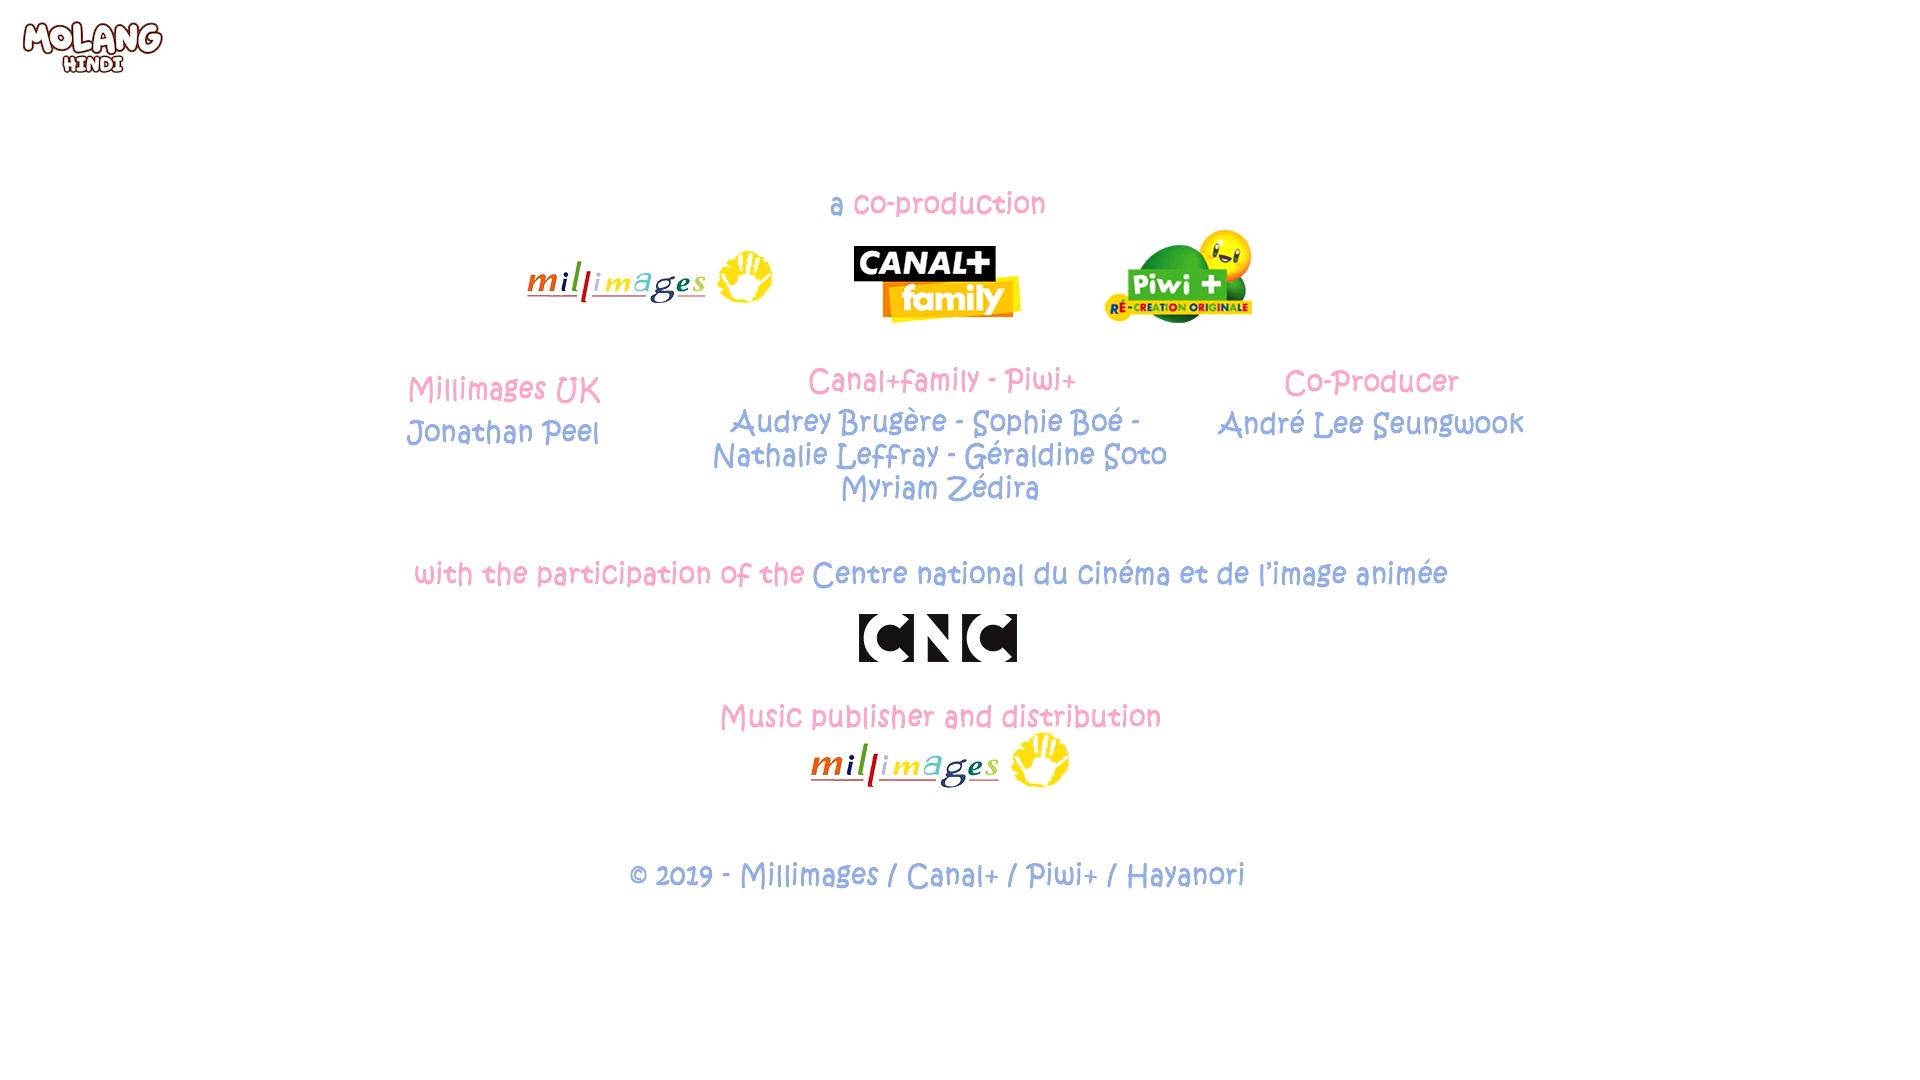 MOLANG
HINDI
a co-production
millimages
CANAL+
family
Piwi +
RÉ-CREATION ORIGINALE
Millimages UK
Jonathan Peel
Canal+family - Piwi+
Audrey Brugère - Sophie Boé -
Nathalie Leffray - Géraldine Soto
Myriam Zédira
Co-Producer
André Lee Seungwook
with the participation of the Centre national du cinéma et de l’image animée
CNC
Music publisher and distribution
millimages
© 2019 - Millimages / Canal+ / Piwi+ / Hayanori